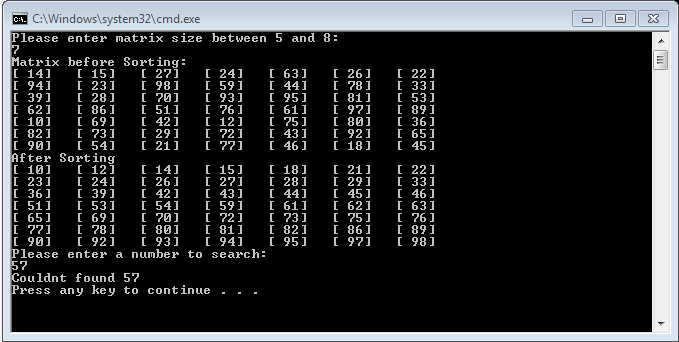 C:\Windows\system32\cmd.exe
Please enter matrix size between 5 and 8:
7
Matrix before Sorting:
[ 14] [ 15] [ 27] [ 24] [ 63] [ 26] [ 22]
[ 94] [ 23] [ 98] [ 59] [ 44] [ 78] [ 33]
[ 39] [ 28] [ 70] [ 93] [ 95] [ 81] [ 53]
[ 62] [ 86] [ 51] [ 76] [ 61] [ 97] [ 89]
[ 10] [ 69] [ 42] [ 12] [ 75] [ 80] [ 36]
[ 82] [ 73] [ 29] [ 72] [ 43] [ 92] [ 65]
[ 90] [ 54] [ 21] [ 77] [ 46] [ 18] [ 45]
After Sorting
[ 10] [ 12] [ 14] [ 15] [ 18] [ 21] [ 22]
[ 23] [ 24] [ 26] [ 27] [ 28] [ 29] [ 33]
[ 36] [ 39] [ 42] [ 43] [ 44] [ 45] [ 46]
[ 51] [ 53] [ 54] [ 59] [ 61] [ 62] [ 63]
[ 65] [ 69] [ 70] [ 72] [ 73] [ 75] [ 76]
[ 77] [ 78] [ 80] [ 81] [ 82] [ 86] [ 89]
[ 90] [ 92] [ 93] [ 94] [ 95] [ 97] [ 98]
Please enter a number to search:
57
Couldnt found 57
Press any key to continue . . .